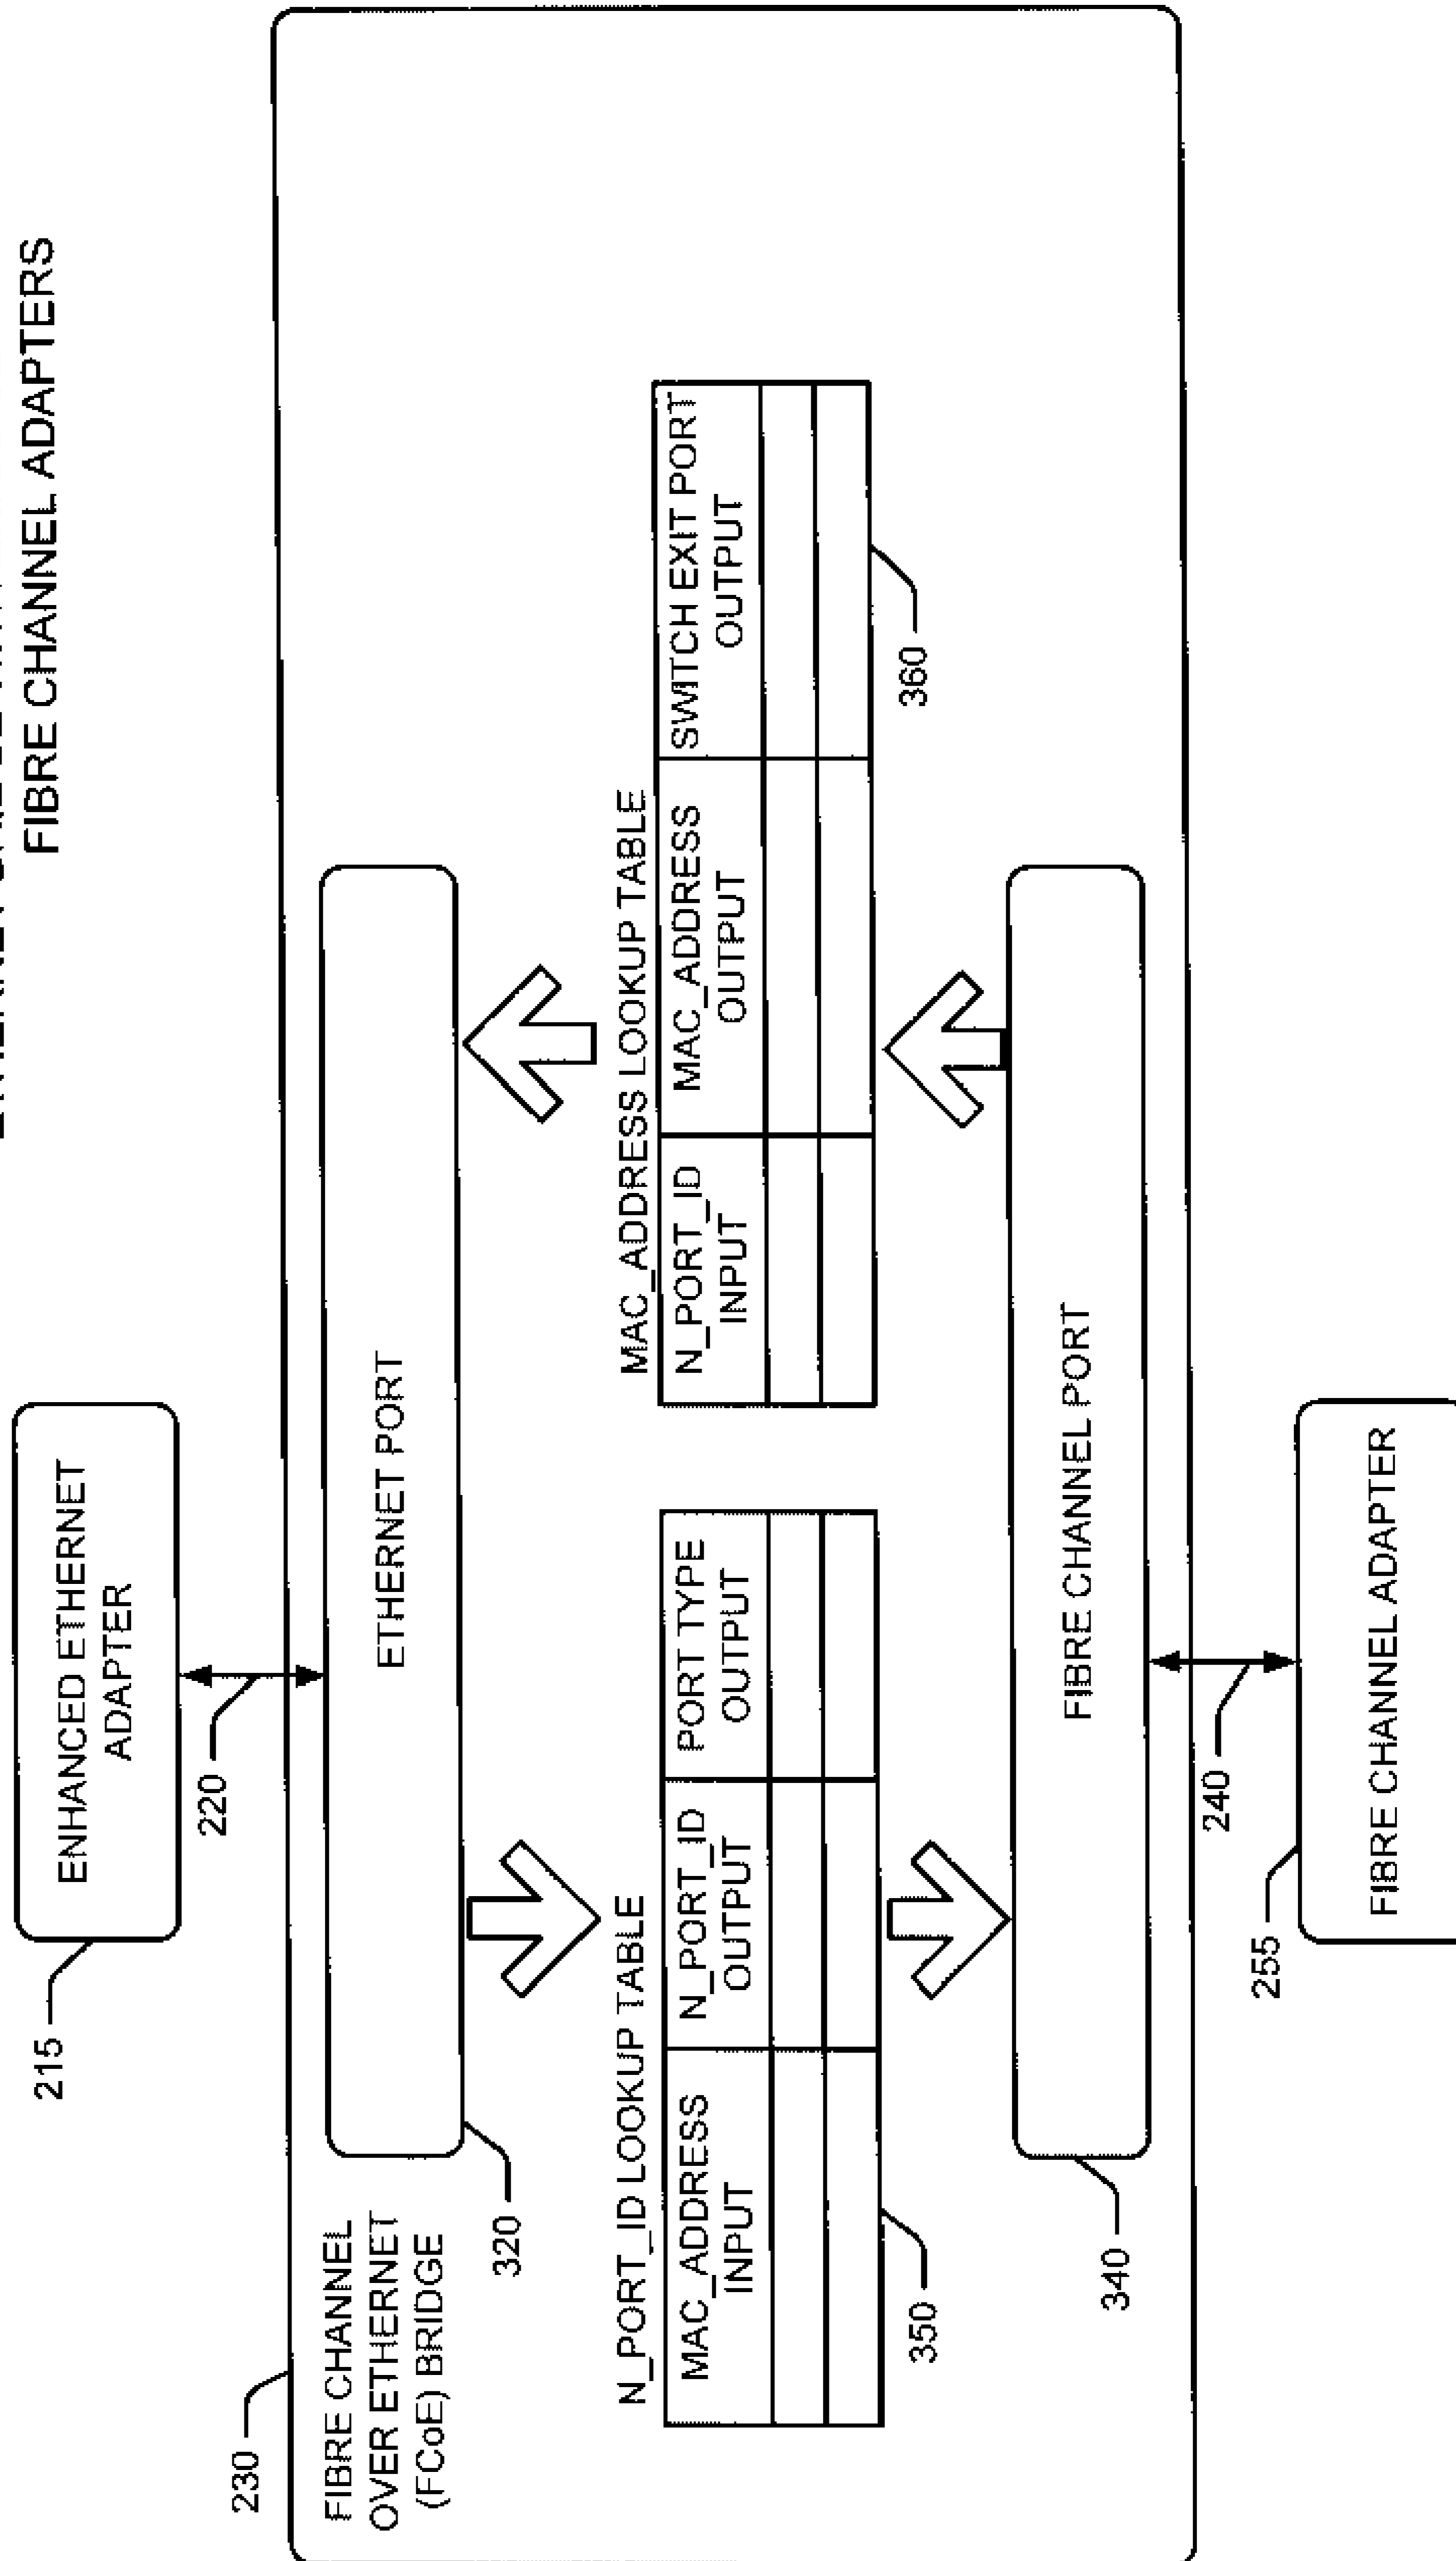 FIBRE CHANNEL ADAPTERS
ENHANCED ETHERNET
ADAPTER
215
220
230
FIBRE CHANNEL
OVER ETHERNET
(FCoE) BRIDGE
ETHERNET PORT
320
N_PORT_ID LOOKUP TABLE
MAC_ADDRESS
INPUT
N_PORT_ID
OUTPUT
PORT TYPE
OUTPUT
350
MAC_ADDRESS LOOKUP TABLE
N_PORT_ID
INPUT
MAC_ADDRESS
OUTPUT
SWITCH EXIT PORT
OUTPUT
360
FIBRE CHANNEL PORT
340
240
255
FIBRE CHANNEL ADAPTER